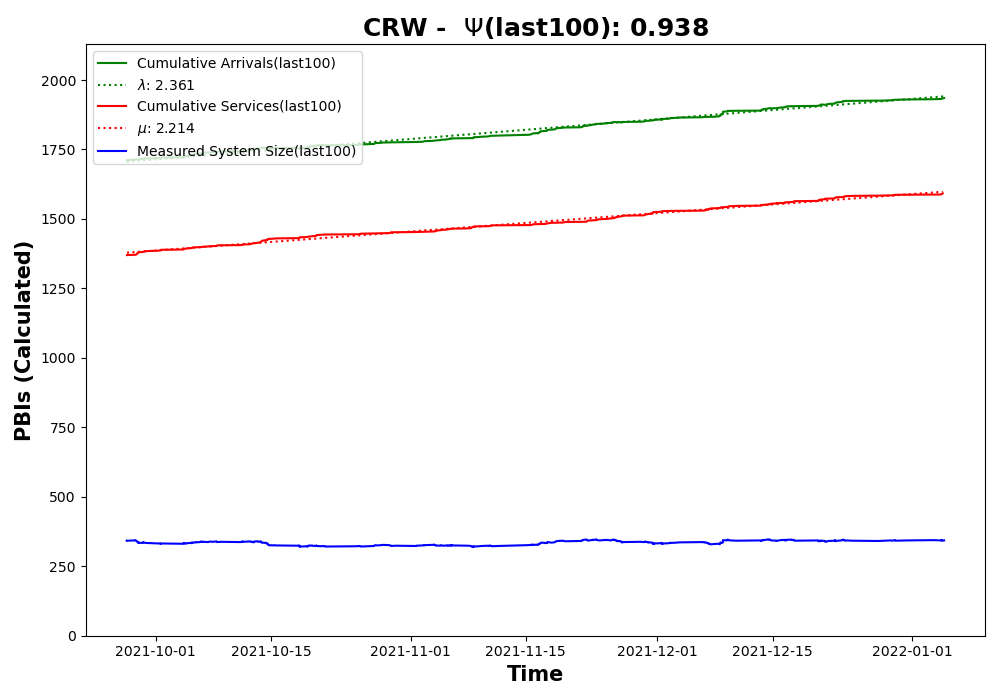 CRW -  Ψ(last100): 0.938
Cumulative Arrivals(last100)
λ: 2.361
Cumulative Services(last100)
μ: 2.214
Measured System Size(last100)
PBIs (Calculated)
2000
1750
1500
1250
1000
750
500
250
0
2021-10-01 2021-10-15 2021-11-01 2021-11-15 2021-12-01 2021-12-15 2022-01-01
Time